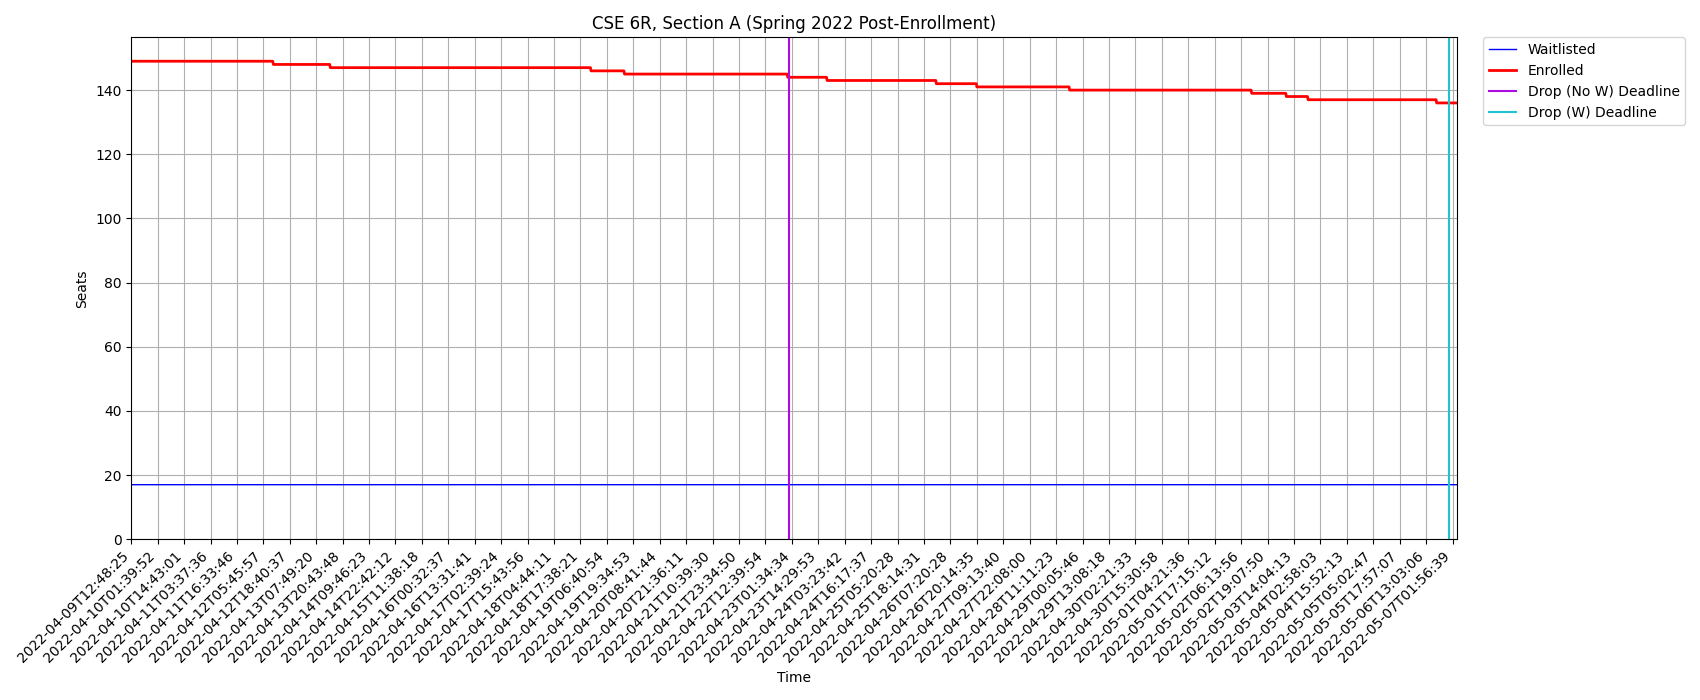 CSE 6R, Section A (Spring 2022 Post-Enrollment)
Waitlisted
Enrolled
Drop (No W) Deadline
Drop (W) Deadline
Seats
140
120
100
80
60
40
20
0
2022-04-09T12:48:25
2022-04-10T01:39:52
2022-04-10T14:43:01
2022-04-11T03:37:36
2022-04-11T16:33:46
2022-04-12T05:45:57
2022-04-12T18:40:37
2022-04-13T07:49:20
2022-04-13T20:43:48
2022-04-14T09:46:23
2022-04-14T22:42:12
2022-04-15T11:38:18
2022-04-16T00:32:37
2022-04-16T13:31:41
2022-04-17T02:39:24
2022-04-17T15:43:56
2022-04-18T04:44:11
2022-04-18T17:38:21
2022-04-19T06:40:54
2022-04-19T19:34:53
2022-04-20T08:41:44
2022-04-20T21:36:11
2022-04-21T10:39:30
2022-04-21T23:34:50
2022-04-22T12:39:54
2022-04-23T01:34:34
2022-04-23T14:29:53
2022-04-24T03:23:42
2022-04-24T16:17:37
2022-04-25T05:20:28
2022-04-25T18:14:31
2022-04-26T07:20:28
2022-04-26T20:14:35
2022-04-27T09:13:40
2022-04-27T22:08:00
2022-04-28T11:11:23
2022-04-29T00:05:46
2022-04-29T13:08:18
2022-04-30T02:21:33
2022-04-30T15:30:58
2022-05-01T04:21:36
2022-05-01T17:15:12
2022-05-02T06:13:56
2022-05-02T19:07:50
2022-05-03T14:04:13
2022-05-04T02:58:03
2022-05-04T15:52:13
2022-05-05T05:02:47
2022-05-05T17:57:07
2022-05-06T13:03:06
2022-05-07T01:56:39
Time